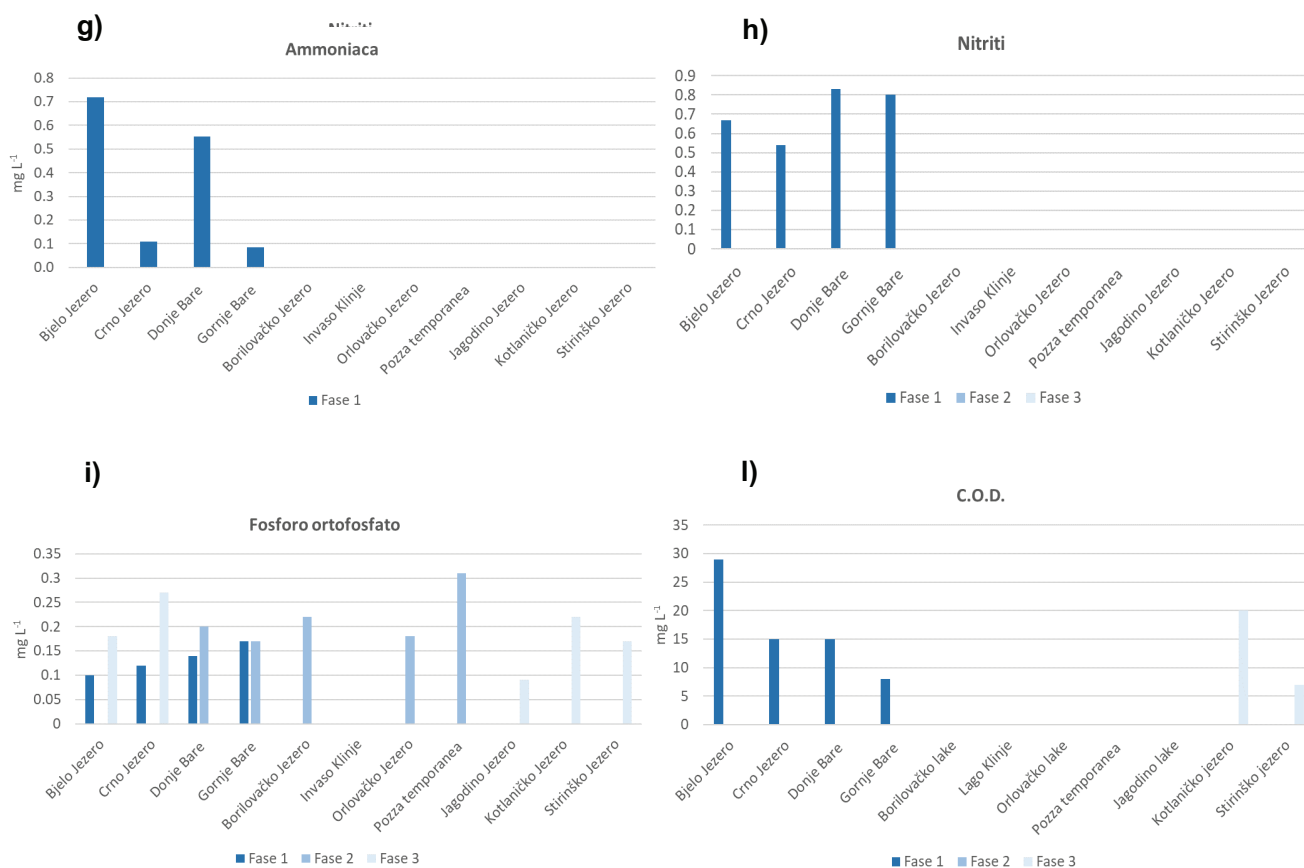 g)
Nitriti
Ammoniaca
0.8
0.7
0.6
0.5
0.4
0.3
0.2
0.1
0.0
mg L-1
Bjelo Jezero
Crno Jezero
Donje Bare
Gornje Bare
Borilovačko Jezero
Invaso Klinje
Orlovačko Jezero
Pozza temporanea
Jagodino Jezero
Kotlaničko Jezero
Stirinško Jezero
Fase 1
h)
Nitriti
0.9
0.8
0.7
0.6
0.5
0.4
0.3
0.2
0.1
0
Bjelo Jezero
Crno Jezero
Donje Bare
Gornje Bare
Borilovačko Jezero
Invaso Klinje
Orlovačko Jezero
Pozza temporanea
Jagodino Jezero
Kotlaničko Jezero
Stirinško Jezero
Fase 1 Fase 2 Fase 3
i)
Fosforo ortofosfato
0.35
0.3
0.25
0.2
0.15
0.1
0.05
0
mg L-1
Bjelo Jezero
Crno Jezero
Donje Bare
Gornje Bare
Borilovačko Jezero
Invaso Klinje
Orlovačko Jezero
Pozza temporanea
Jagodino Jezero
Kotlaničko Jezero
Stirinško Jezero
Fase 1 Fase 2 Fase 3
l)
C.O.D.
35
30
25
20
15
10
5
0
mg L-1
Bjelo Jezero
Crno Jezero
Donje Bare
Gornje Bare
Borilovačko lake
Lago Klinje
Orlovačko lake
Pozza temporanea
Jagodino lake
Kotlaničko jezero
Stirinško jezero
Fase 1 Fase 2 Fase 3